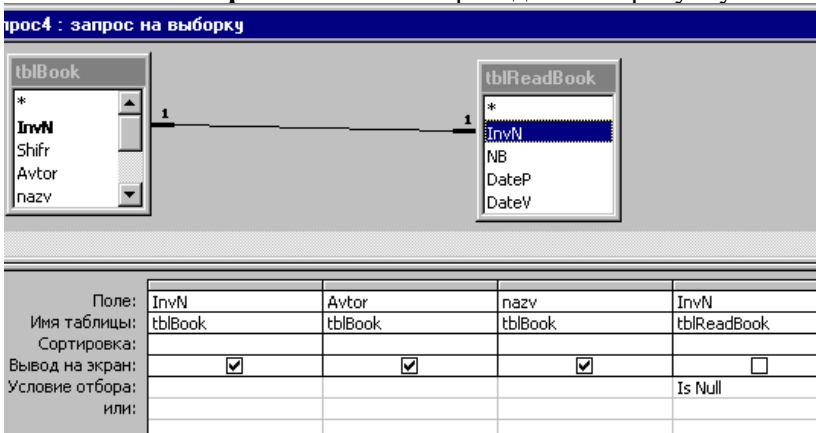 прос4 : запрос на выборку
tblBook
*
InvN
Shifr
Avtor
nazv
1
1
tblReadBook
*
InvN
NB
DateP
DateV
Поле: InvN Avtor nazv InvN
Имя таблицы: tblBook tblBook tblBook tblReadBook
Сортировка:
Вывод на экран:
Условие отбора: Is Null
или: